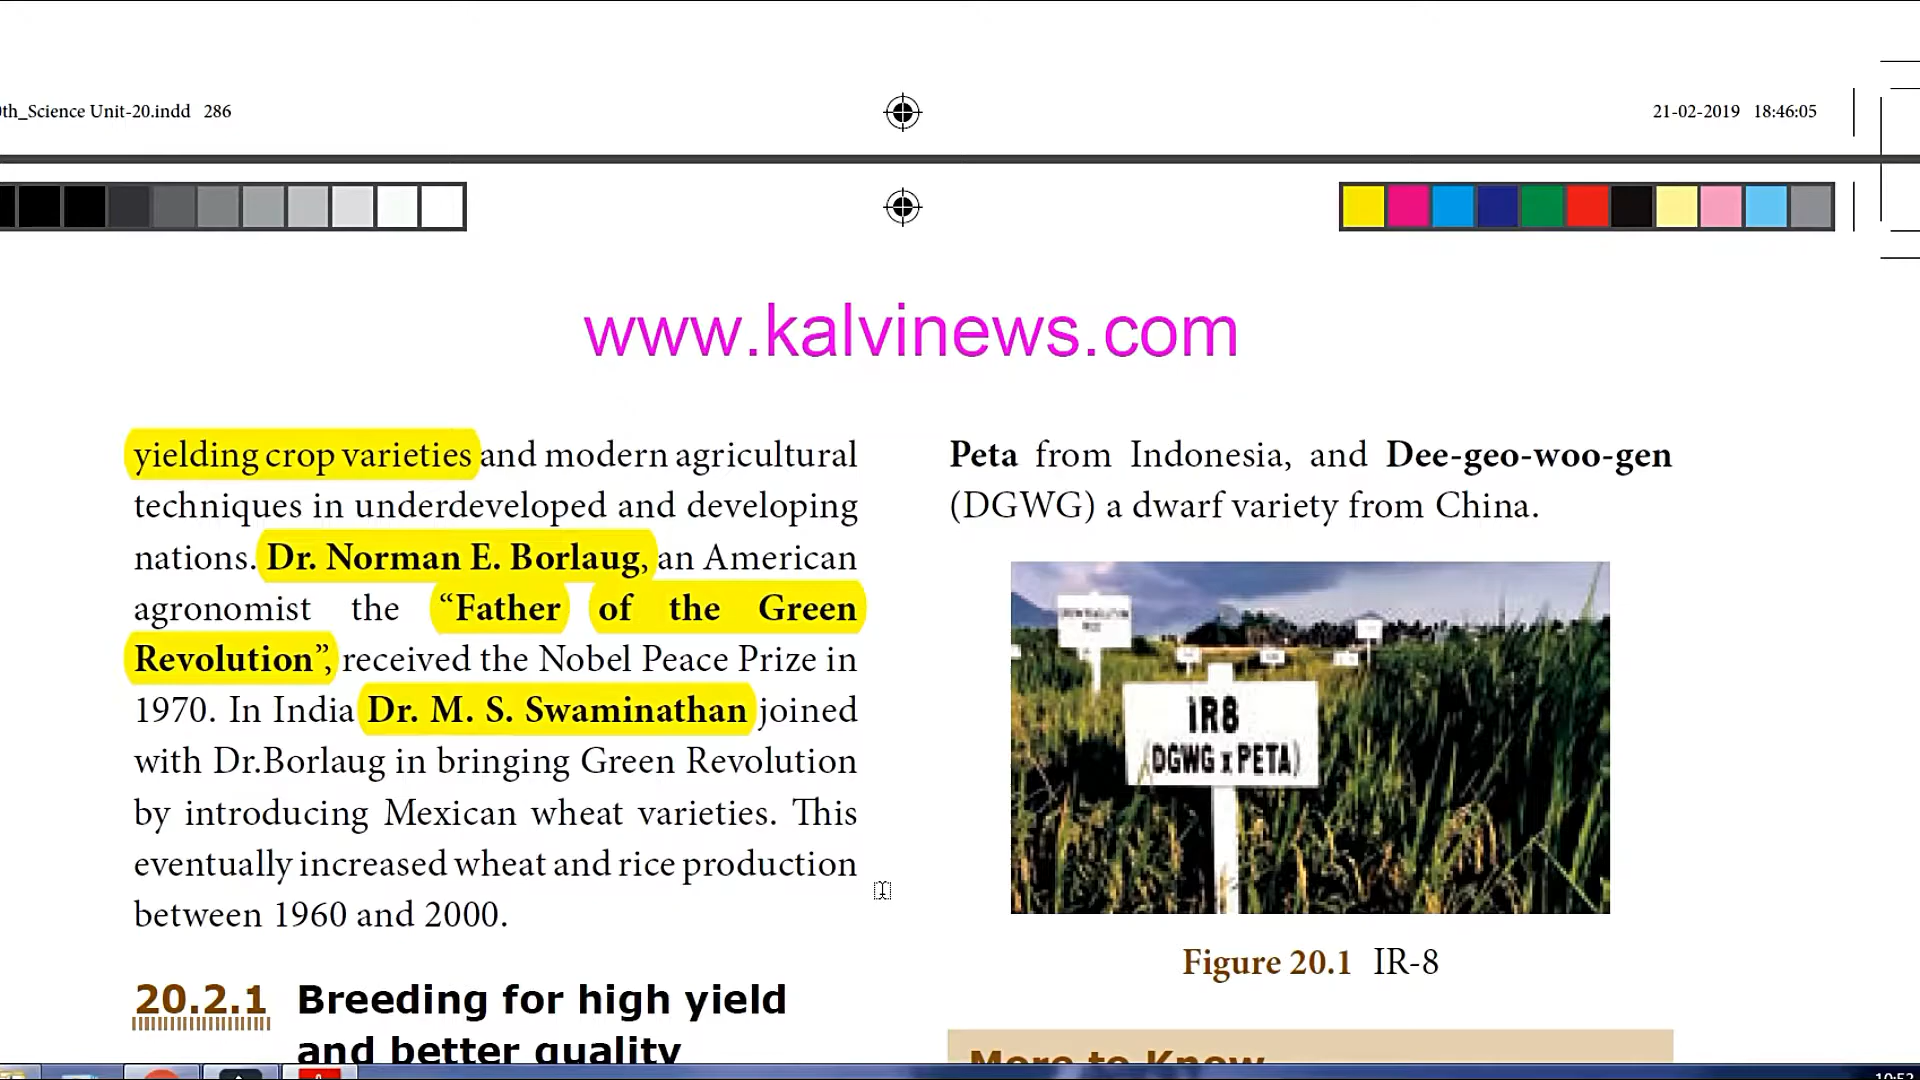 th_Science Unit-20.indd 286
21-02-2019 18:46:05
www.kalvinews.com
yielding crop varieties and modern agricultural
techniques in underdeveloped and developing
nations. Dr. Norman E. Borlaug, an American
agronomist the “Father of the Green
Revolution”, received the Nobel Peace Prize in
1970. In India Dr. M. S. Swaminathan joined
with Dr.Borlaug in bringing Green Revolution
by introducing Mexican wheat varieties. This
eventually increased wheat and rice production
between 1960 and 2000.
20.2.1 Breeding for high yield
and better quality
Peta from Indonesia, and Dee-geo-woo-gen
(DGWG) a dwarf variety from China.
IR8
(DGWG x PETA)
Figure 20.1 IR-8
More to Know
10:53